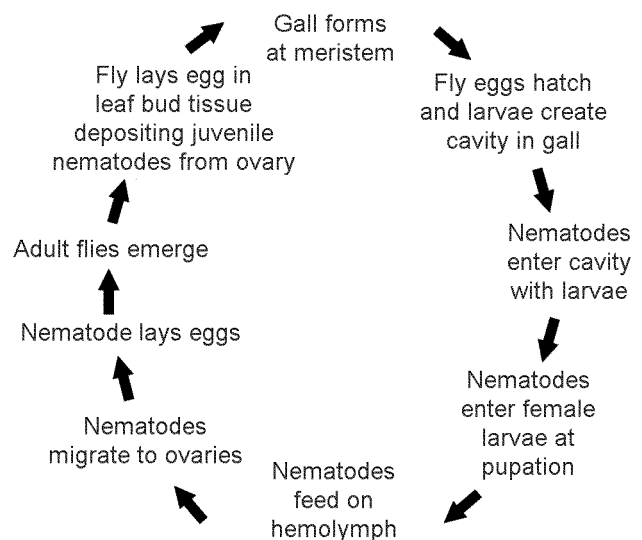 Gall forms
at meristem
Fly eggs hatch
and larvae create
cavity in gall
Nematodes
enter cavity
with larvae
Nematodes
enter female
larvae at
pupation
Nematodes
feed on
hemolymph
Nematodes
migrate to ovaries
Nematode lays eggs
Adult flies emerge
Fly lays egg in
leaf bud tissue
depositing juvenile
nematodes from ovary